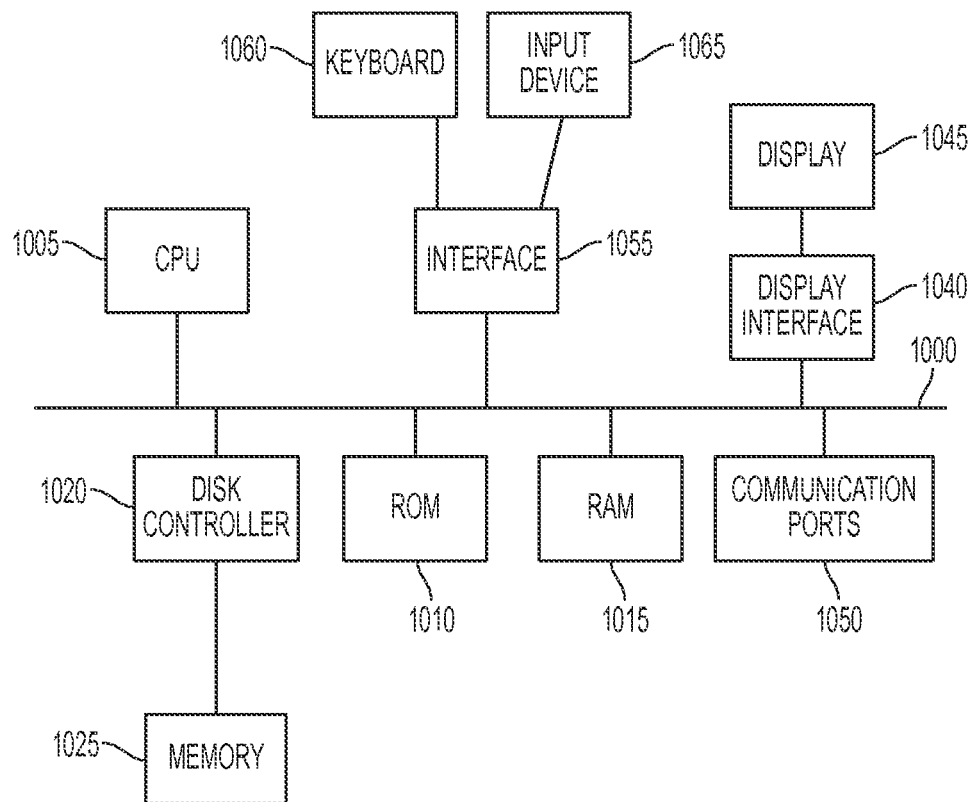 1060
KEYBOARD
INPUT
DEVICE
1065
DISPLAY
1045
1005
CPU
INTERFACE
1055
DISPLAY
INTERFACE
1040
1000
1020
DISK
CONTROLLER
ROM
RAM
COMMUNICATION
PORTS
1010
1015
1050
1025
MEMORY